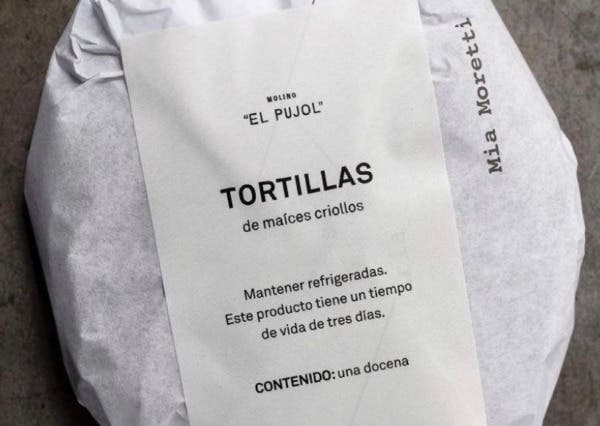 MOLINO
"EL PUJOL"
TORTILLAS
de maíces criollos
Mantener refrigeradas.
Este producto tiene un tiempo
de vida de tres días.
CONTENIDO: una docena
Mia Moretti